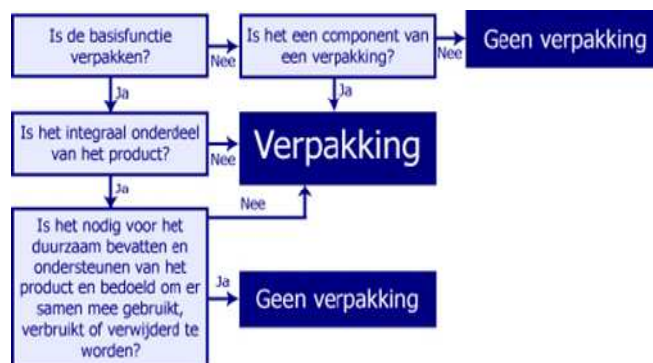 Is de basisfunctie
verpakken?
Nee
Is het een component van
een verpakking?
Nee
Geen verpakking
Ja
Ja
Is het integraal onderdeel
van het product?
Nee
Verpakking
Ja
Nee
Is het nodig voor het
duurzaam bevatten en
ondersteunen van het
product en bedoeld om er
samen mee gebruikt,
verbruikt of verwijderd te
worden?
Ja
Geen verpakking